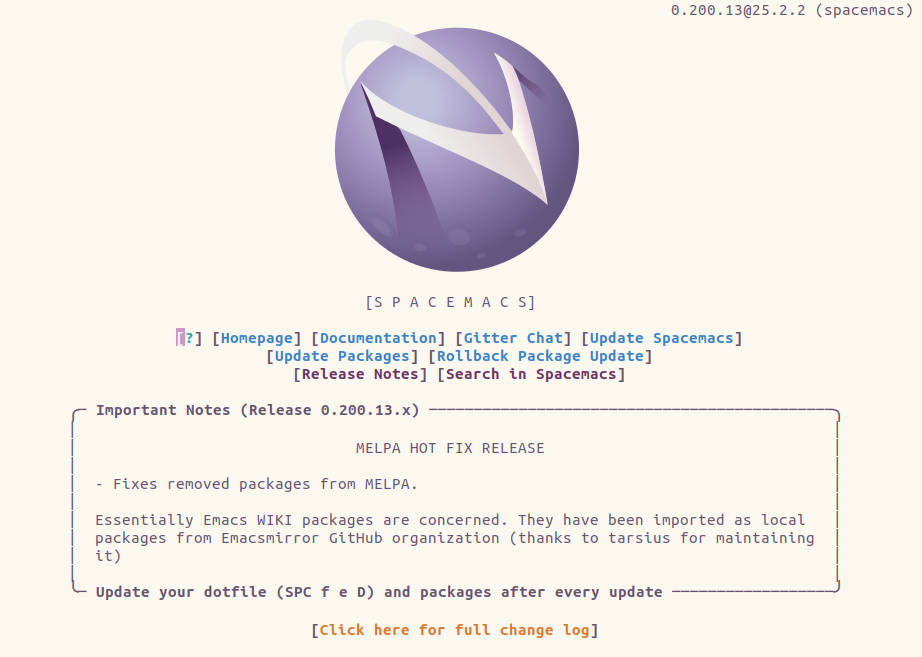 0.200.13@25.2.2 (spacemacs)
[S P A C E M A C S]
[?] [Homepage] [Documentation] [Gitter Chat] [Update Spacemacs]
[Update Packages] [Rollback Package Update]
[Release Notes] [Search in Spacemacs]
Important Notes (Release 0.200.13.x)
MELPA HOT FIX RELEASE
- Fixes removed packages from MELPA.
Essentially Emacs WIKI packages are concerned. They have been imported as local
packages from Emacsmirror GitHub organization (thanks to tarsius for maintaining
it)
Update your dotfile (SPC f e D) and packages after every update
[Click here for full change log]